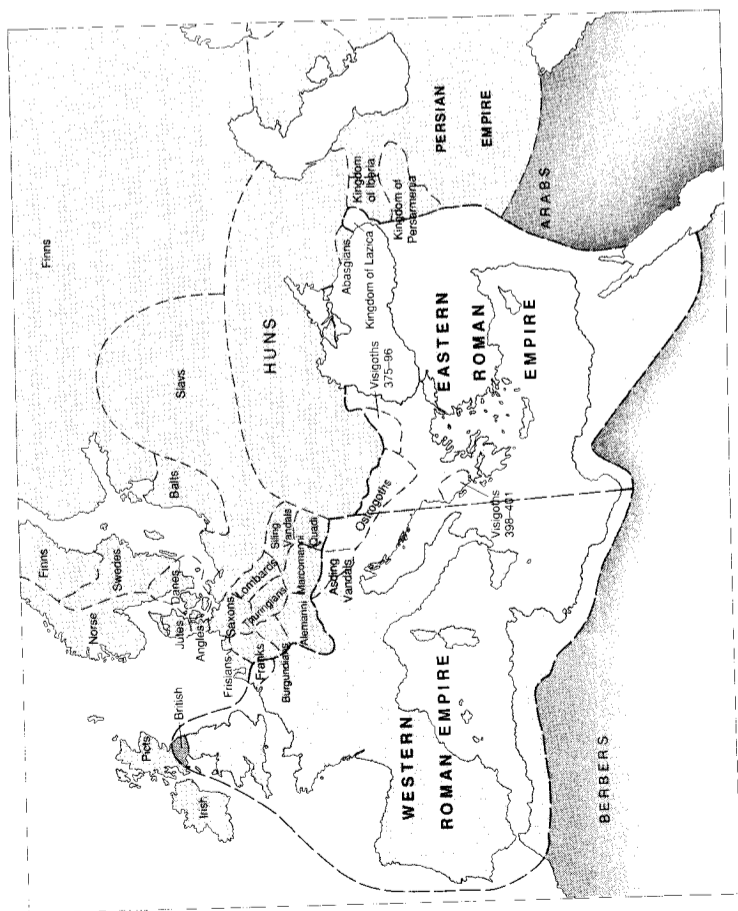 Finns
Finns
Norse
Swedes
Danes
Jutes
Angles
Balts
Slavs
HUNS
Picts
British
Irish
Frisians
Saxons
Lombards
Thuringians
Franks
Burgundians
Alemanni
Marcomanni
Siling
Vandals
Quadi
Asding
Vandals
Ostrogoths
Visigoths
375–96
Visigoths
398–401
Abasgians
Kingdom of Lazica
Kingdom
of Iberia
Kingdom of
Persarmenia
PERSIAN
EMPIRE
EASTERN
ROMAN
EMPIRE
WESTERN
ROMAN EMPIRE
ARABS
BERBERS